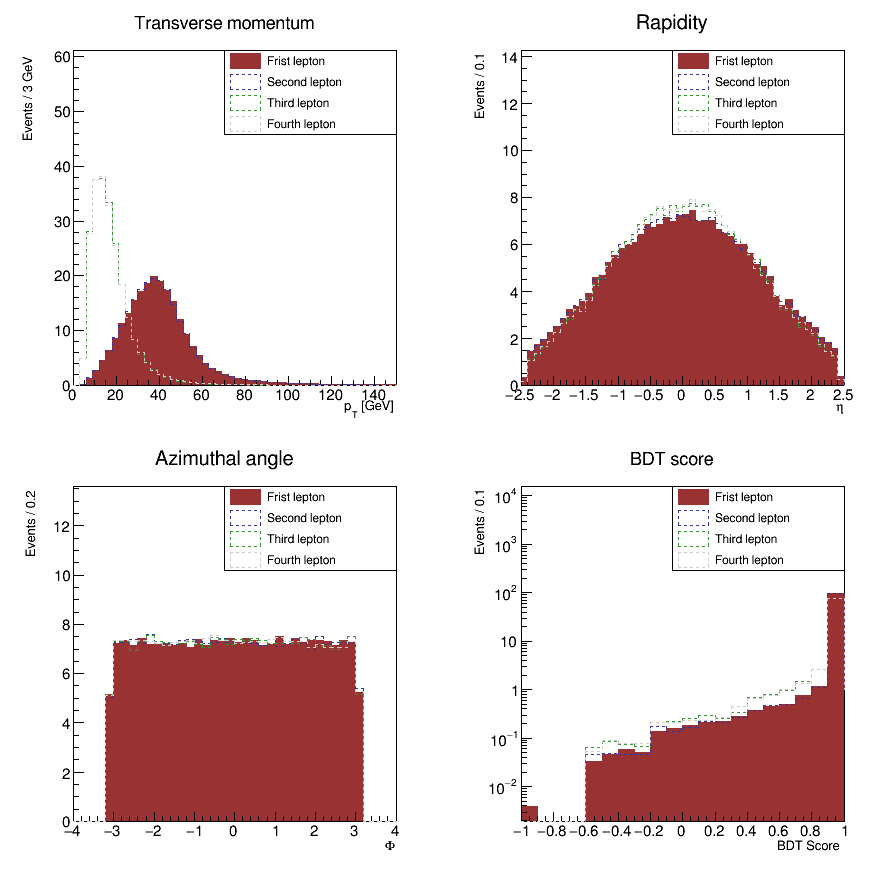 Transverse momentum
Events / 3 GeV
60
50
40
30
20
10
0
0 20 40 60 80 100 120 140
p_T [GeV]
Frist lepton
Second lepton
Third lepton
Fourth lepton
Rapidity
Events / 0.1
14
12
10
8
6
4
2
0
−2.5 −2 −1.5 −1 −0.5 0 0.5 1 1.5 2 2.5
η
Frist lepton
Second lepton
Third lepton
Fourth lepton
Azimuthal angle
Events / 0.2
12
10
8
6
4
2
0
−4 −3 −2 −1 0 1 2 3 4
Φ
Frist lepton
Second lepton
Third lepton
Fourth lepton
BDT score
Events / 0.1
10⁴
10²
10
1
10⁻¹
10⁻²
−1 −0.8 −0.6 −0.4 −0.2 0 0.2 0.4 0.6 0.8 1
BDT Score
Frist lepton
Second lepton
Third lepton
Fourth lepton